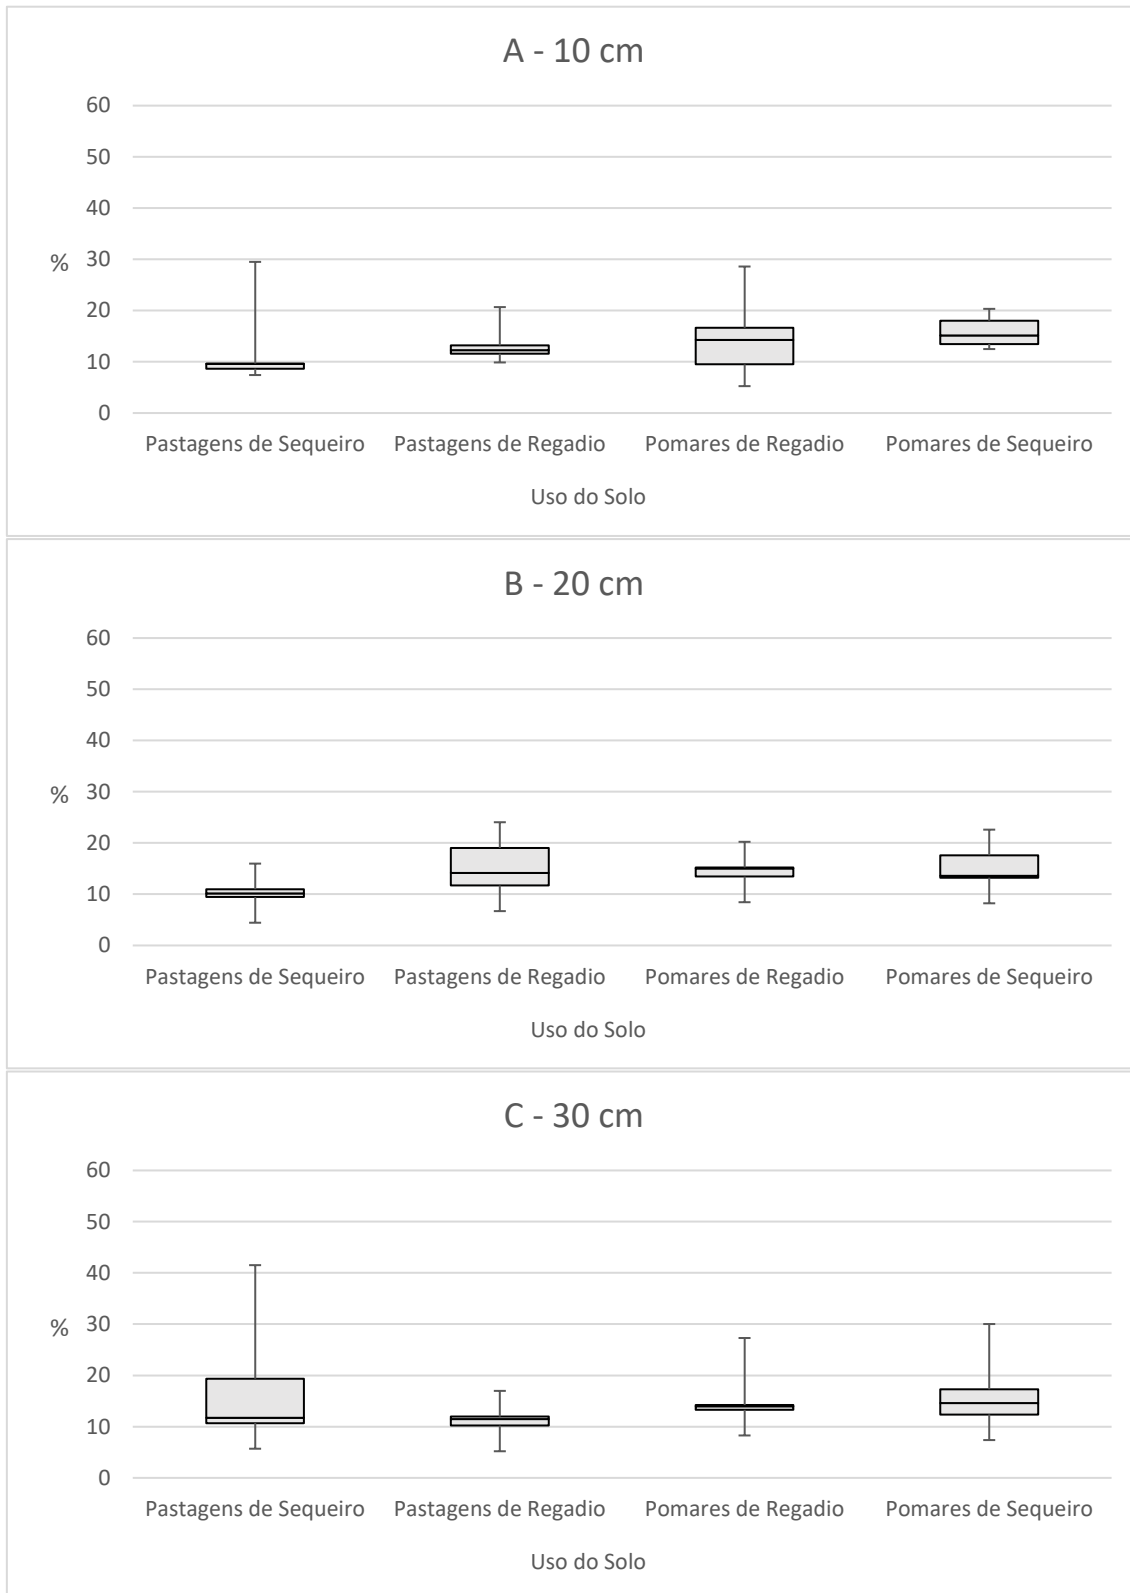 A - 10 cm
60
50
40
30
%
20
10
0
Pastagens de Sequeiro Pastagens de Regadio Pomares de Regadio Pomares de Sequeiro
Uso do Solo
B - 20 cm
60
50
40
30
%
20
10
0
Pastagens de Sequeiro Pastagens de Regadio Pomares de Regadio Pomares de Sequeiro
Uso do Solo
C - 30 cm
60
50
40
30
%
20
10
0
Pastagens de Sequeiro Pastagens de Regadio Pomares de Regadio Pomares de Sequeiro
Uso do Solo